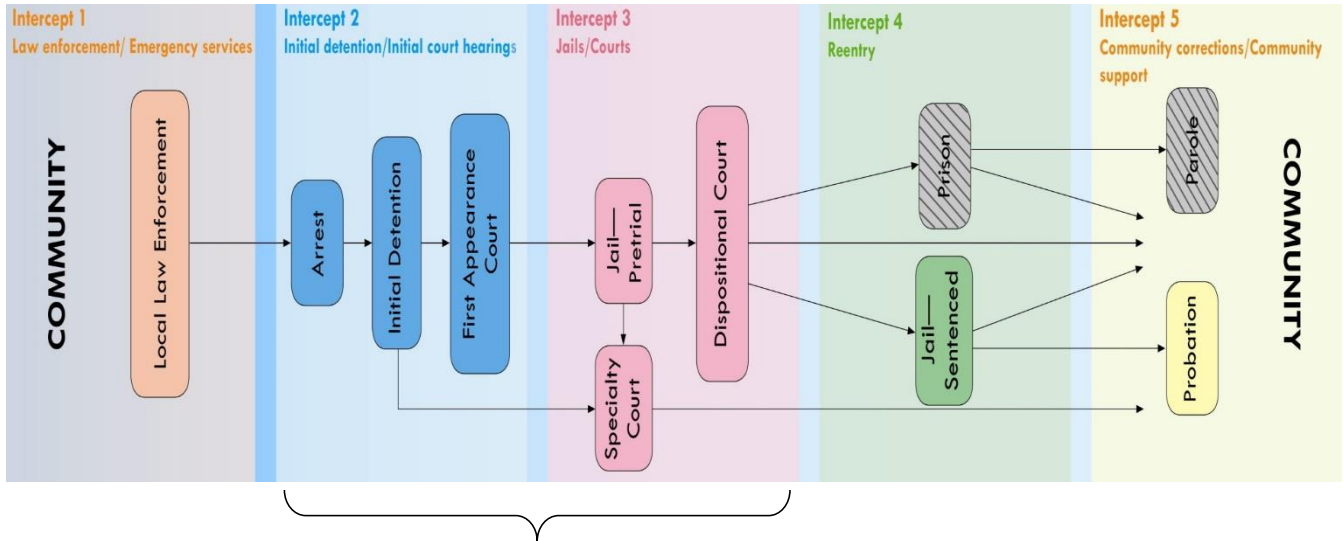 Intercept 1
Law enforcement/ Emergency services
Intercept 2
Initial detention/Initial court hearings
Intercept 3
Jails/Courts
Intercept 4
Reentry
Intercept 5
Community corrections/Community
support
COMMUNITY
Local Law Enforcement
Arrest
Initial Detention
First Appearance
Court
Jail—
Pretrial
Specialty
Court
Dispositional Court
Prison
Jail—
Sentenced
Parole
Probation
COMMUNITY